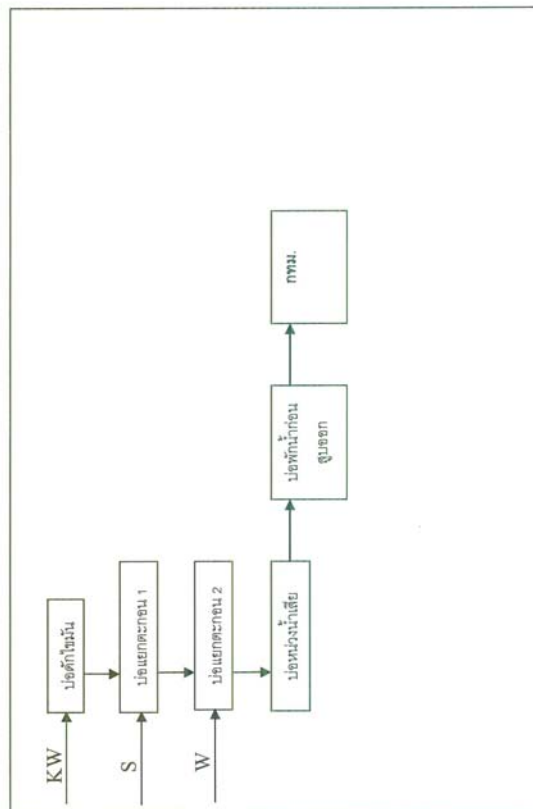 KW
บ่อดักไขมัน
S
บ่อแยกตะกอน 1
W
บ่อแยกตะกอน 2
บ่อหน่วงน้ำเสีย
บ่อพักน้ำก่อน
สูบออก
กทม.